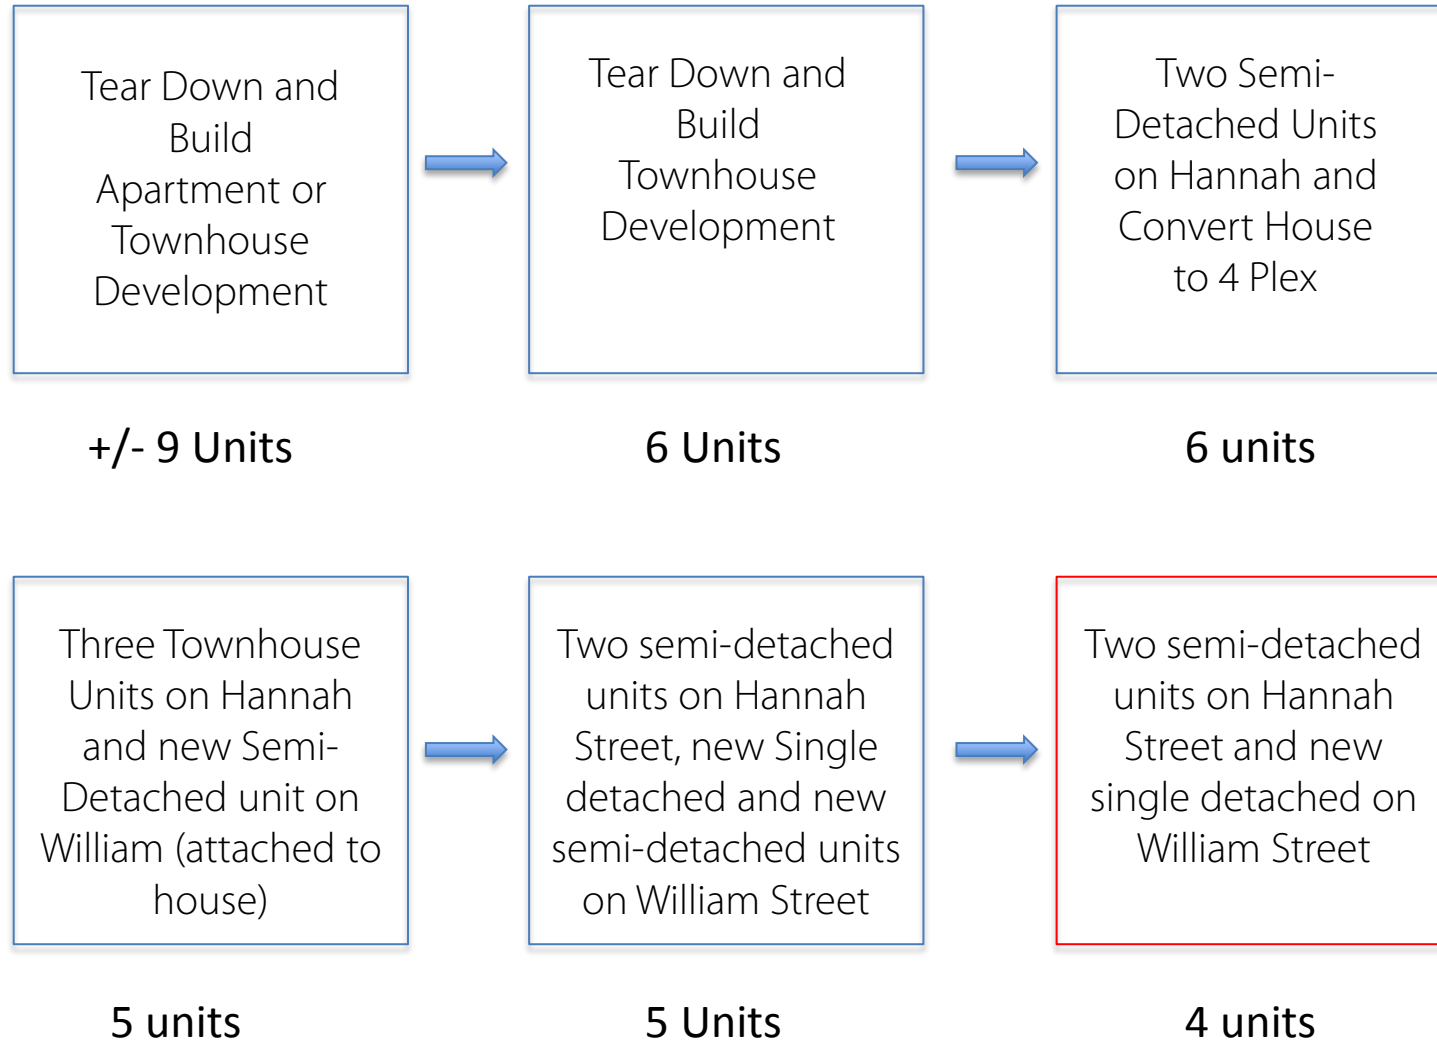 Tear Down and
Build
Apartment or
Townhouse
Development
Tear Down and
Build
Townhouse
Development
Two Semi-
Detached Units
on Hannah and
Convert House
to 4 Plex
+/- 9 Units
6 Units
6 units
Three Townhouse
Units on Hannah
and new Semi-
Detached unit on
William (attached to
house)
Two semi-detached
units on Hannah
Street, new Single
detached and new
semi-detached units
on William Street
Two semi-detached
units on Hannah
Street and new
single detached on
William Street
5 units
5 Units
4 units